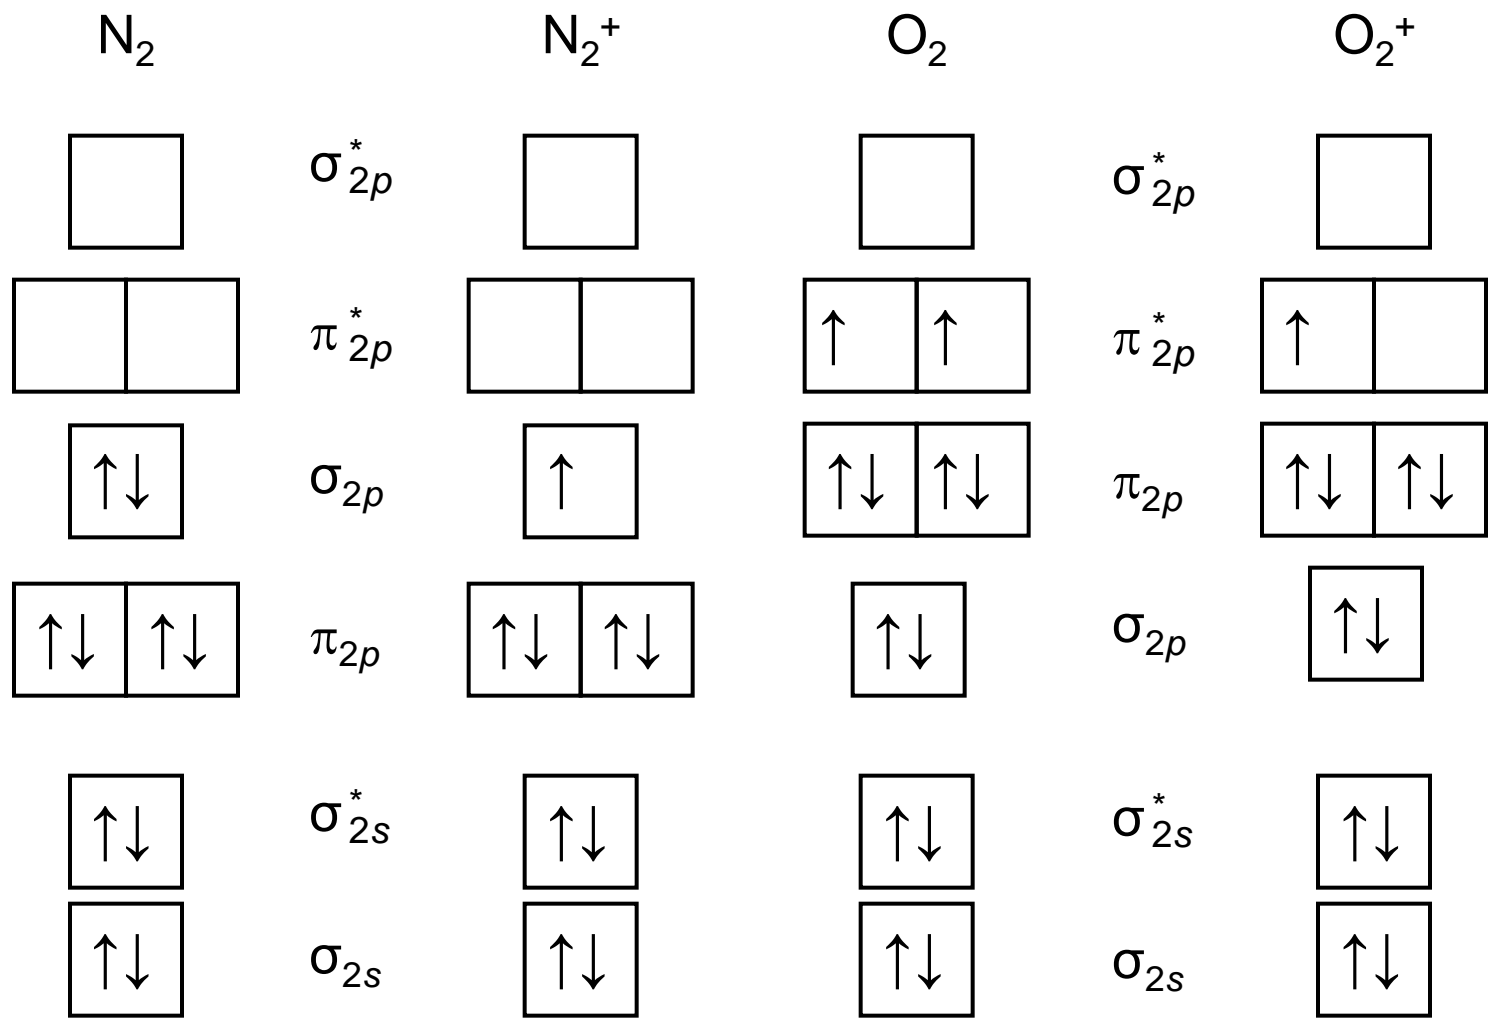 N₂ N₂⁺ O₂ O₂⁺
σ*₂p σ*₂p
π*₂p ↑ ↑ π*₂p ↑
↑↓ σ₂p ↑ ↑↓ ↑↓ π₂p ↑↓ ↑↓
↑↓ ↑↓ π₂p ↑↓ ↑↓ ↑↓ σ₂p ↑↓
↑↓ σ*₂s ↑↓ ↑↓ σ*₂s ↑↓
↑↓ σ₂s ↑↓ ↑↓ σ₂s ↑↓